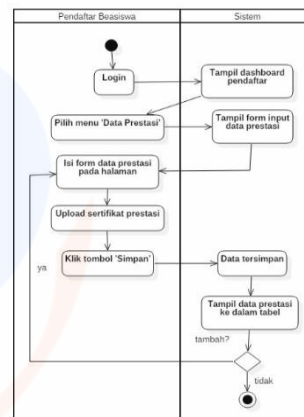 Pendaftar Beasiswa
Sistem
Login
Tampil dashboard
pendaftar
Pilih menu 'Data Prestasi'
Tampil form input
data prestasi
Isi form data prestasi
pada halaman
Upload sertifikat prestasi
Klik tombol 'Simpan'
Data tersimpan
ya
Tampil data prestasi
ke dalam tabel
tambah?
tidak